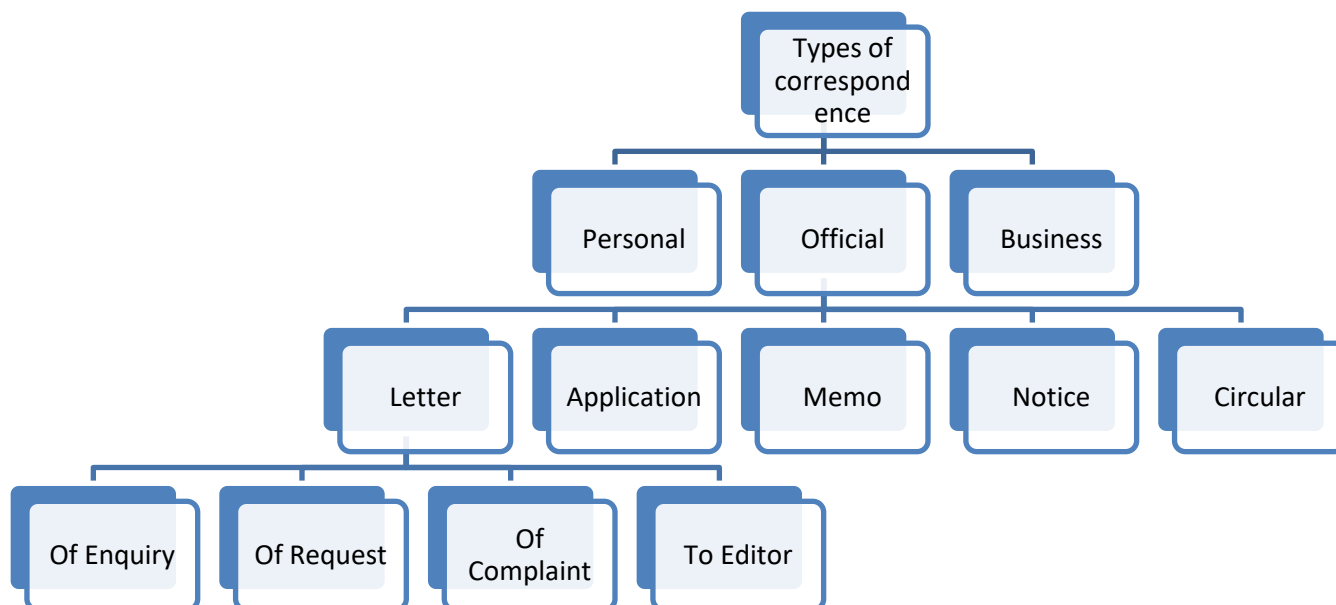 Types of
correspond
ence
Personal
Official
Business
Letter
Application
Memo
Notice
Circular
Of Enquiry
Of Request
Of
Complaint
To Editor